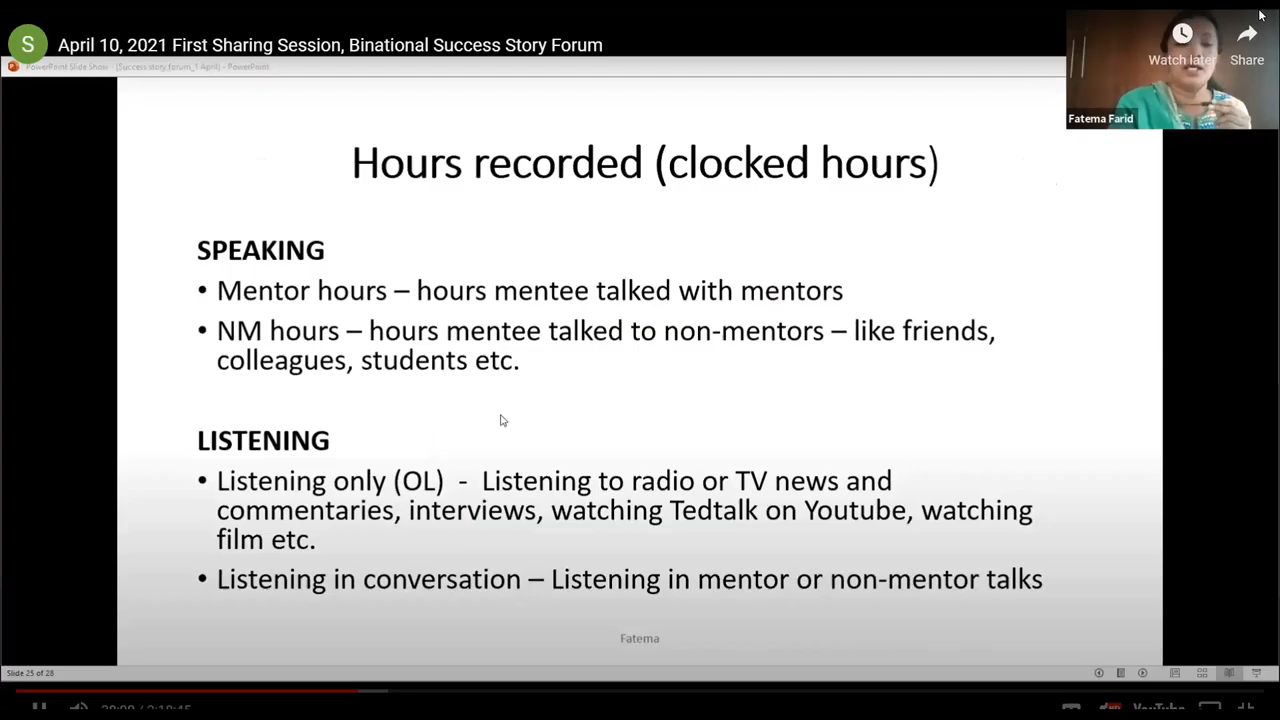 S
April 10, 2021 First Sharing Session, Binational Success Story Forum
PowerPoint Slide Show - [Success story forum_1 April] - PowerPoint
Watch later
Share
Fatema Farid
Hours recorded (clocked hours)
SPEAKING
• Mentor hours – hours mentee talked with mentors
• NM hours – hours mentee talked to non-mentors – like friends,
colleagues, students etc.
LISTENING
• Listening only (OL) - Listening to radio or TV news and
commentaries, interviews, watching Tedtalk on Youtube, watching
film etc.
• Listening in conversation – Listening in mentor or non-mentor talks
Fatema
Slide 25 of 28
YouTube